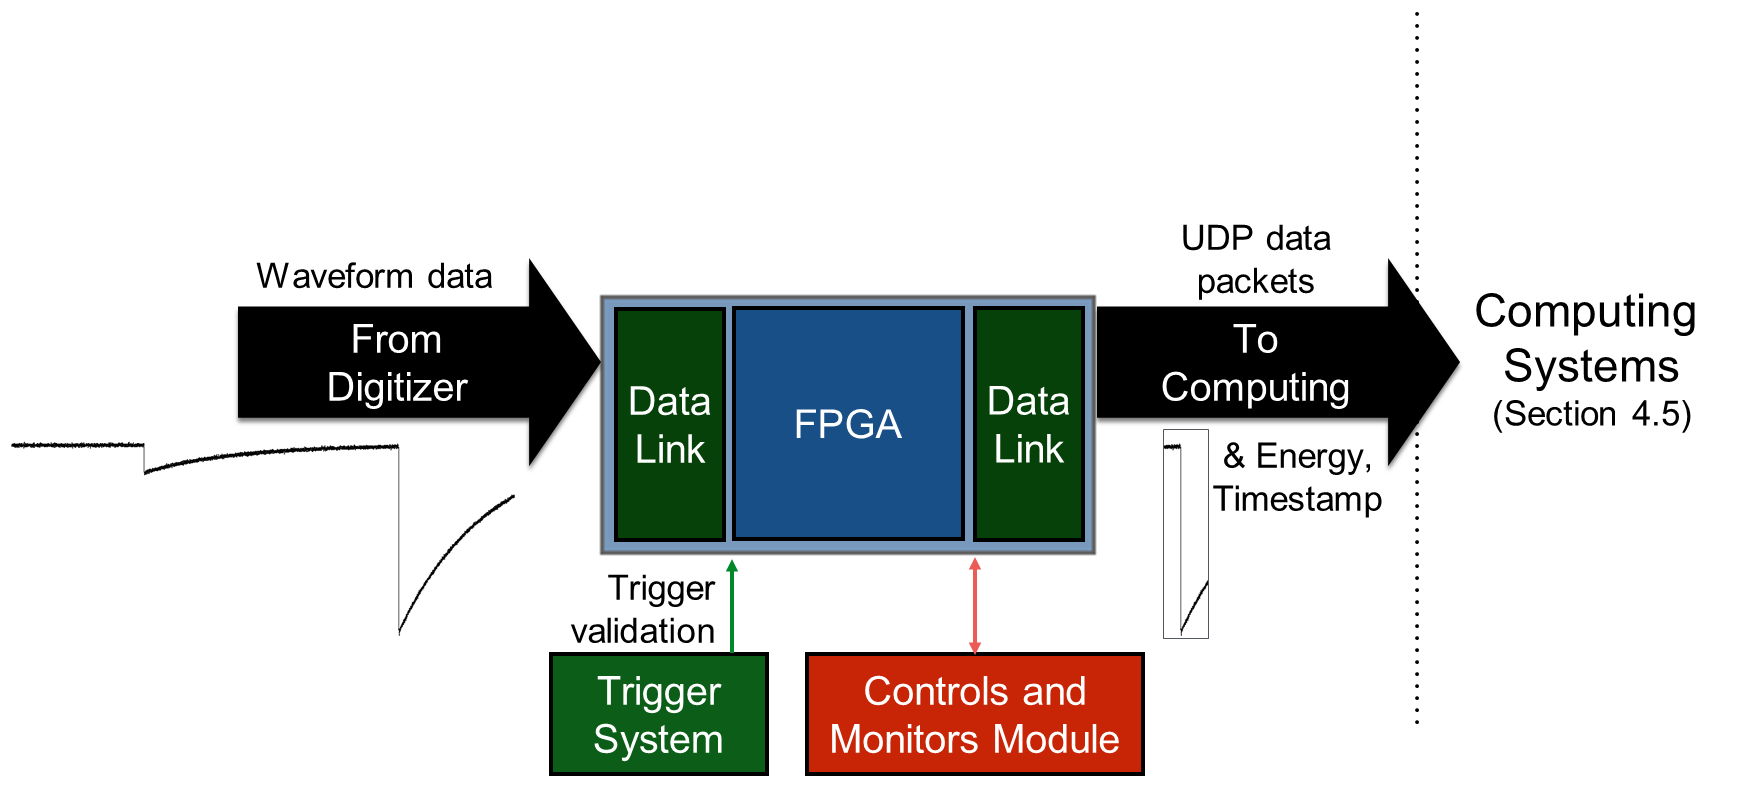 UDP data
packets
Waveform data
From
Digitizer
Data
Link
FPGA
Data
Link
To
Computing
Computing
Systems
(Section 4.5)
& Energy,
Timestamp
Trigger
validation
Trigger
System
Controls and
Monitors Module